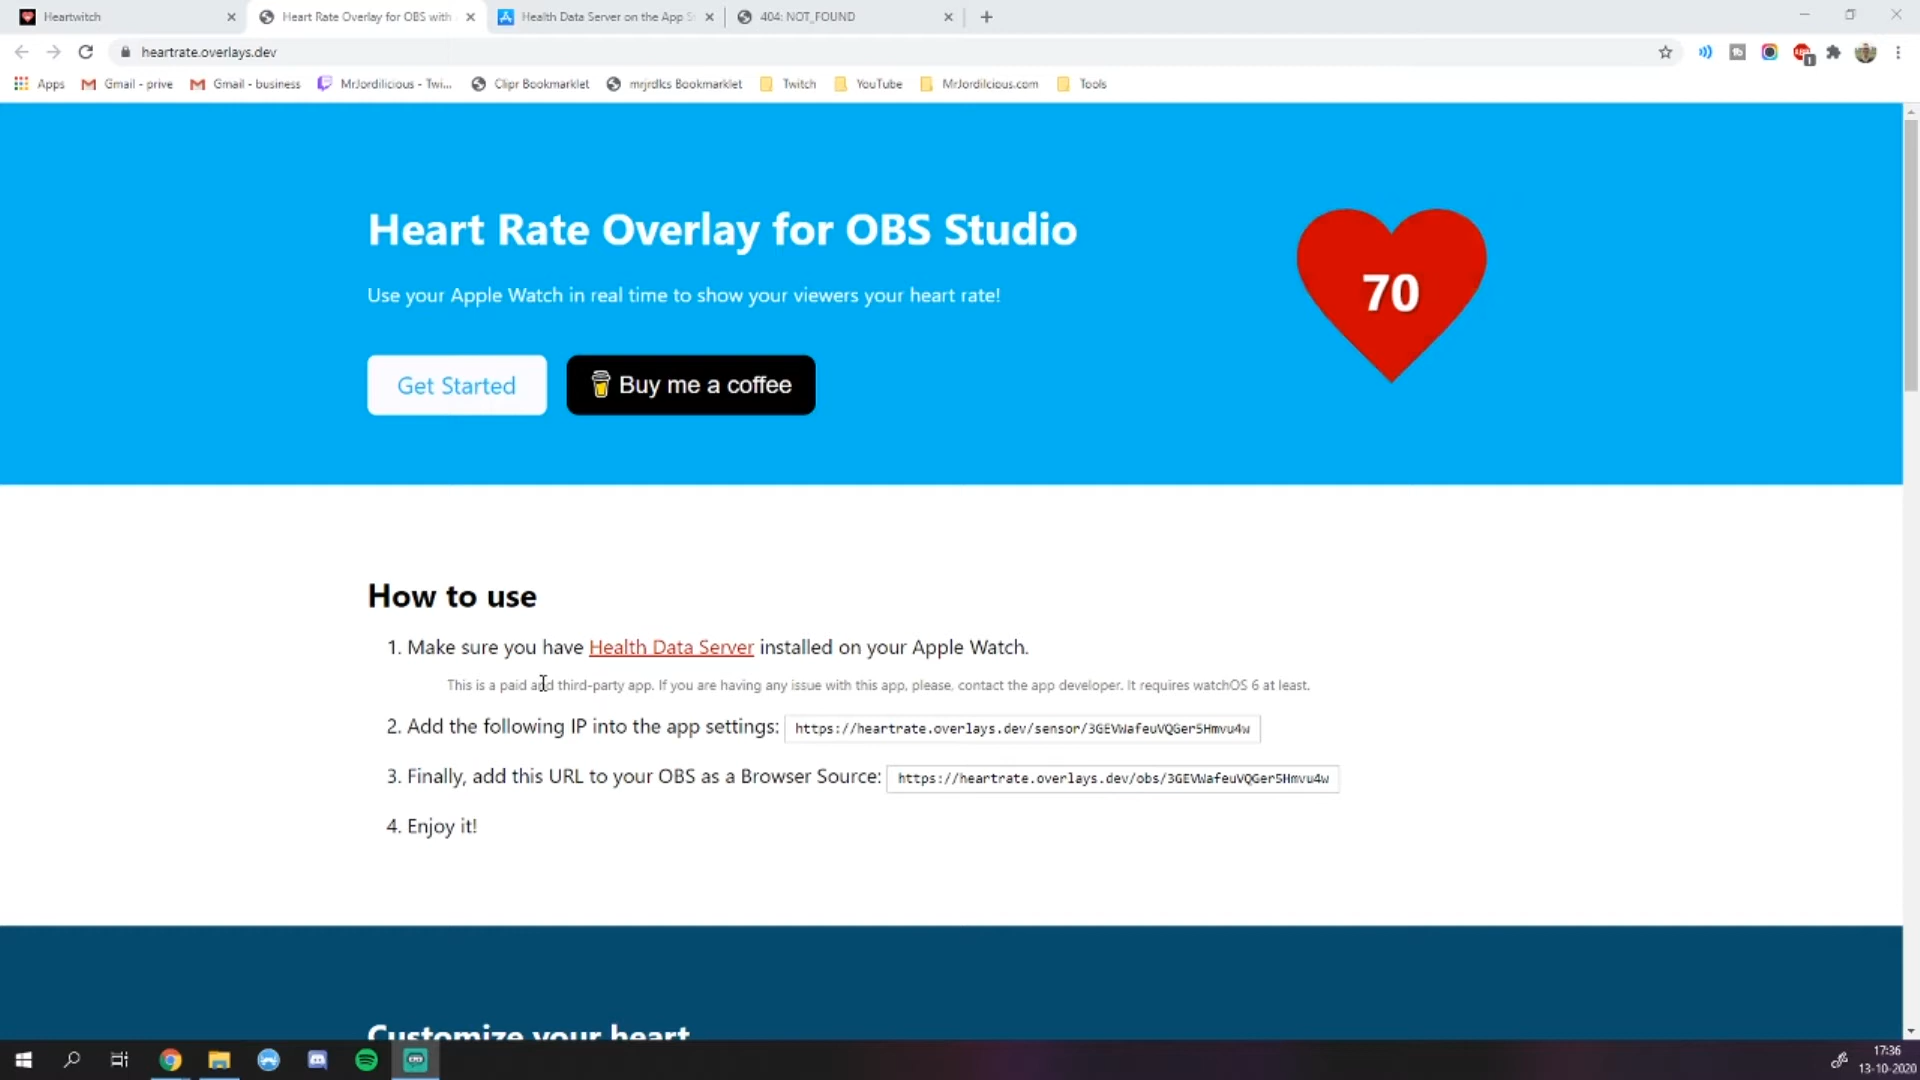 Heartwitch
Heart Rate Overlay for OBS with
Health Data Server on the App S
404: NOT_FOUND
heartrate.overlays.dev
1
Apps
Gmail - prive
Gmail - business
MrJordilicious - Twi...
Clipr Bookmarklet
mrjrdlcs Bookmarklet
Twitch
YouTube
MrJordilcious.com
Tools
Heart Rate Overlay for OBS Studio
Use your Apple Watch in real time to show your viewers your heart rate!
70
Get Started
Buy me a coffee
How to use
1. Make sure you have Health Data Server installed on your Apple Watch.
This is a paid and third-party app. If you are having any issue with this app, please, contact the app developer. It requires watchOS 6 at least.
2. Add the following IP into the app settings: https://heartrate.overlays.dev/sensor/3GEVWafeuVQGer5Hmvu4w
3. Finally, add this URL to your OBS as a Browser Source: https://heartrate.overlays.dev/obs/3GEVWafeuVQGer5Hmvu4w
4. Enjoy it!
Customize your heart
17:36
13-10-2020